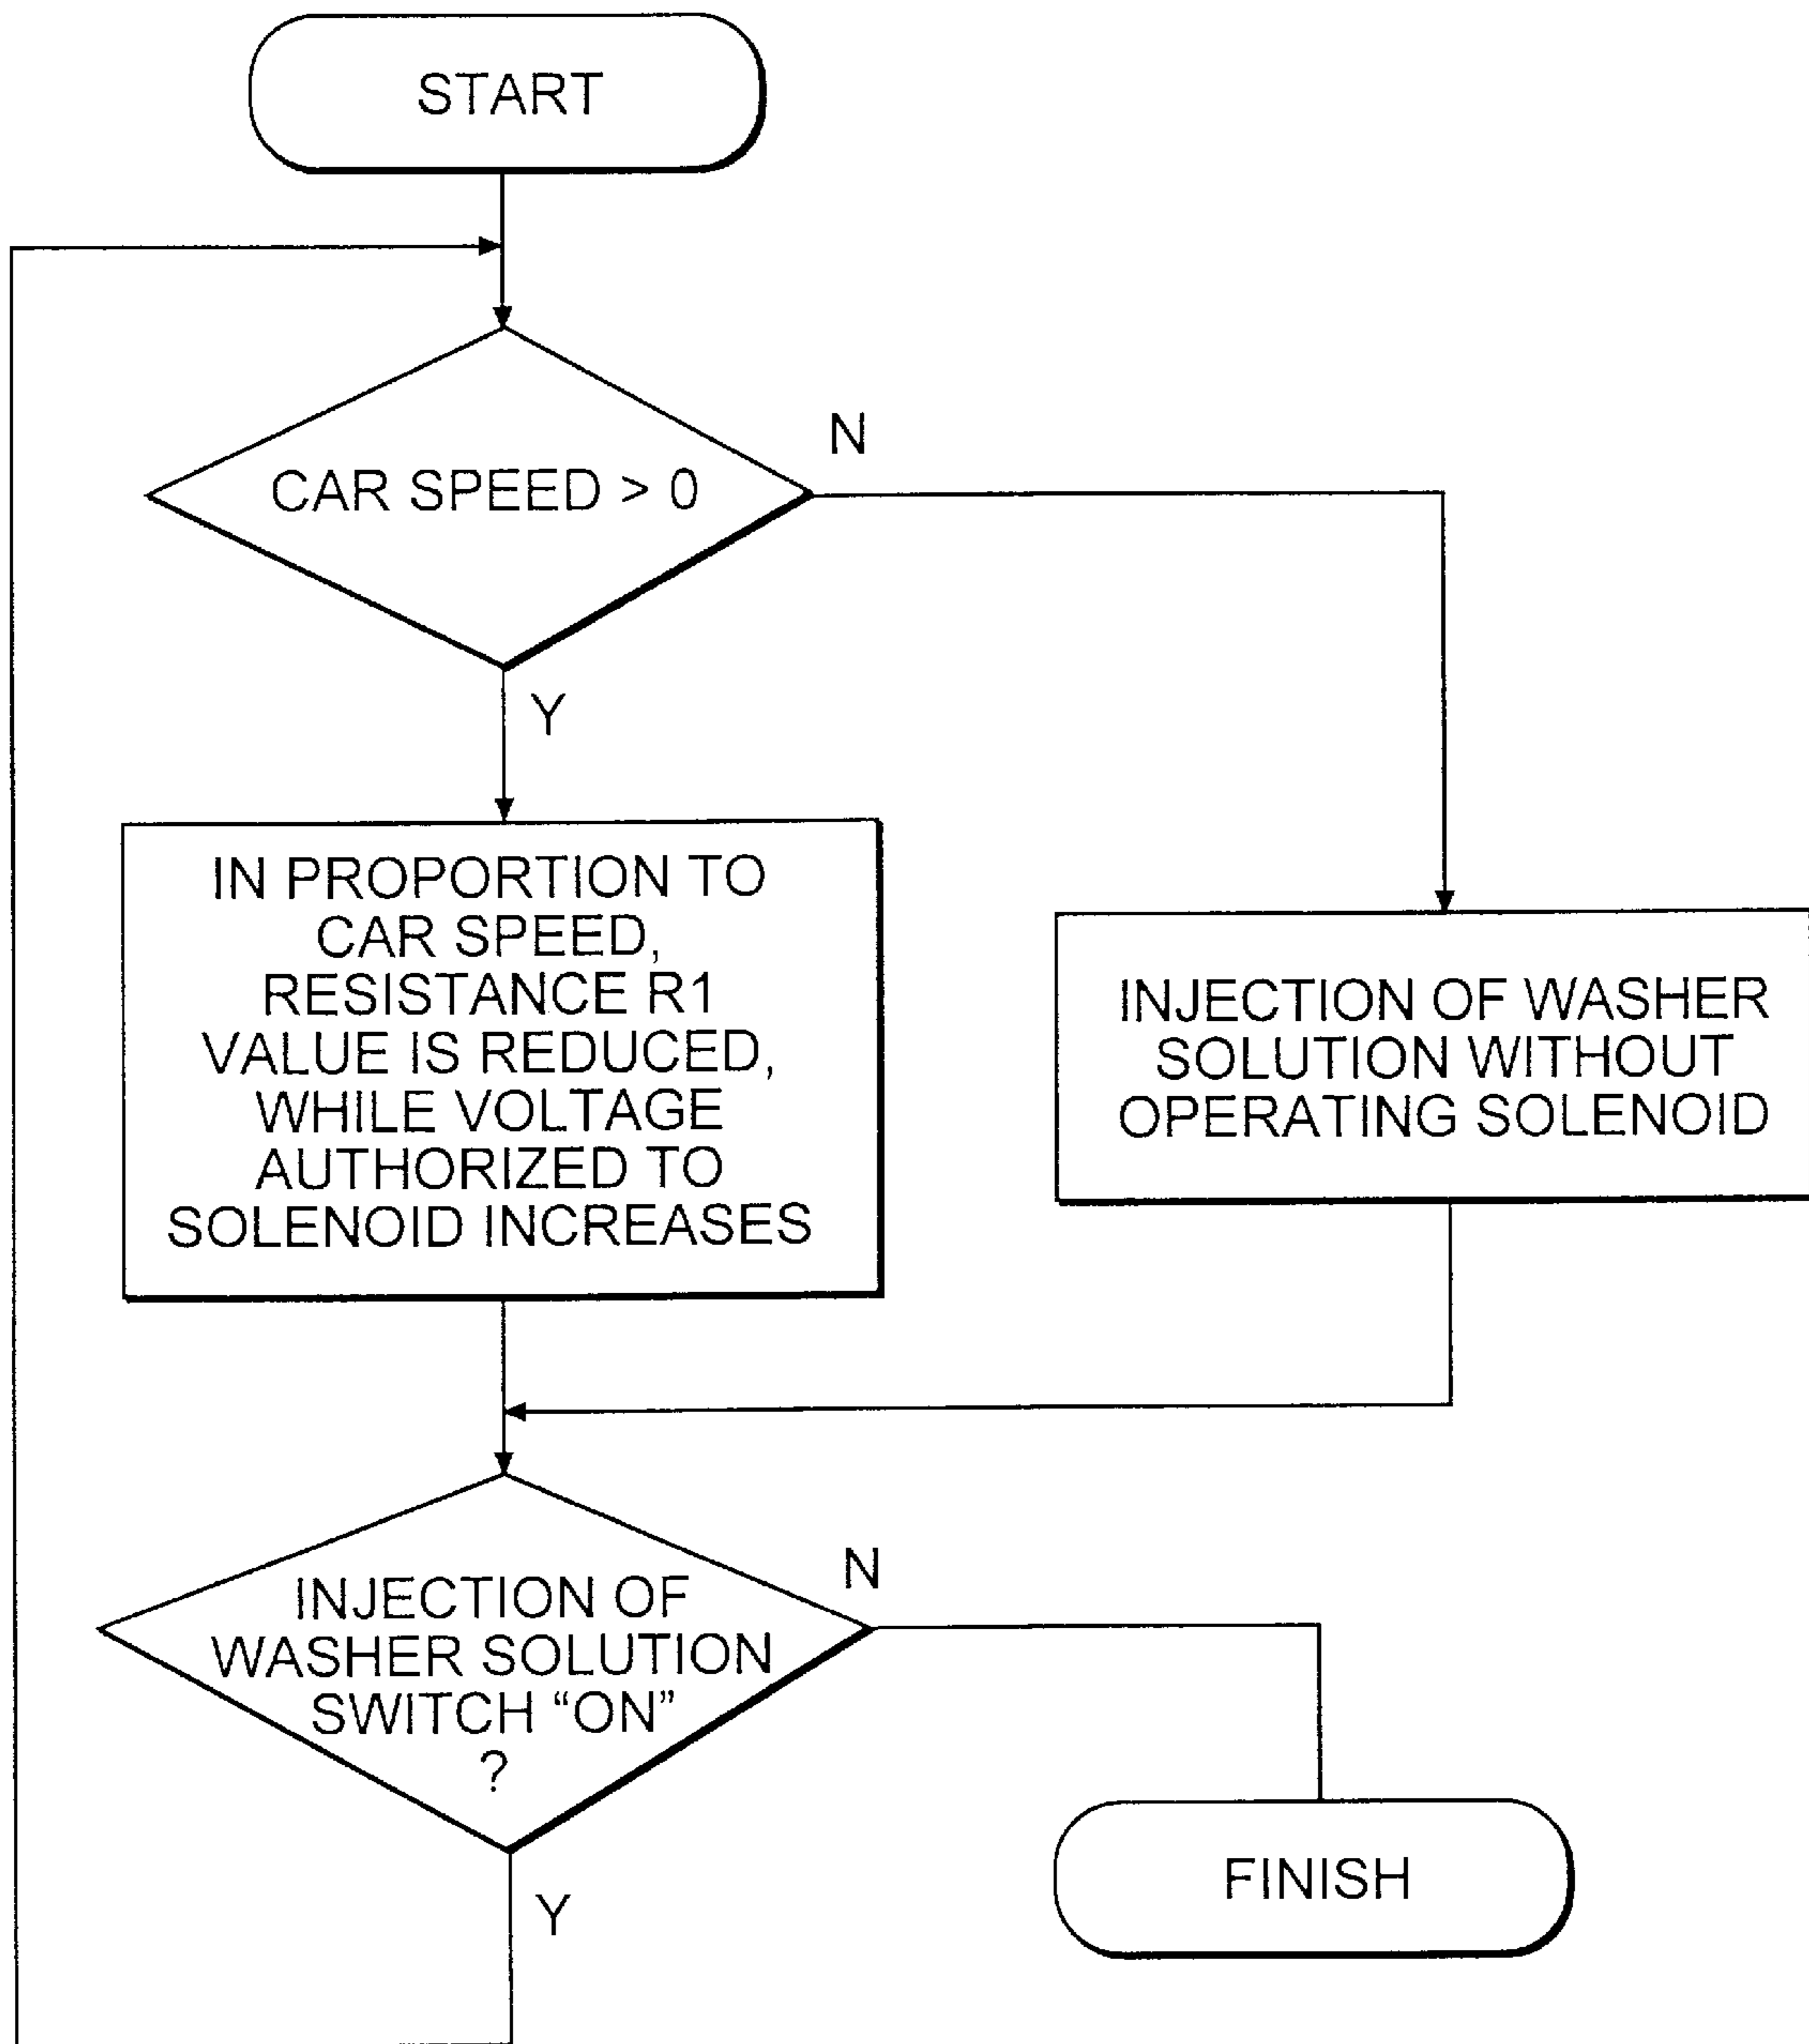 START
CAR SPEED > 0
N
Y
IN PROPORTION TO
CAR SPEED,
RESISTANCE R1
VALUE IS REDUCED,
WHILE VOLTAGE
AUTHORIZED TO
SOLENOID INCREASES
INJECTION OF WASHER
SOLUTION WITHOUT
OPERATING SOLENOID
INJECTION OF
WASHER SOLUTION
SWITCH “ON”
?
N
Y
FINISH